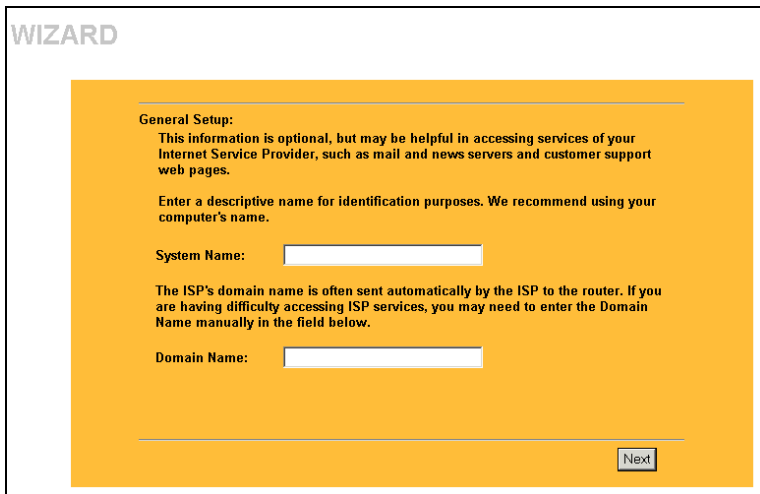 WIZARD
General Setup:
This information is optional, but may be helpful in accessing services of your
Internet Service Provider, such as mail and news servers and customer support
web pages.
Enter a descriptive name for identification purposes. We recommend using your
computer's name.
System Name:
The ISP's domain name is often sent automatically by the ISP to the router. If you
are having difficulty accessing ISP services, you may need to enter the Domain
Name manually in the field below.
Domain Name:
Next